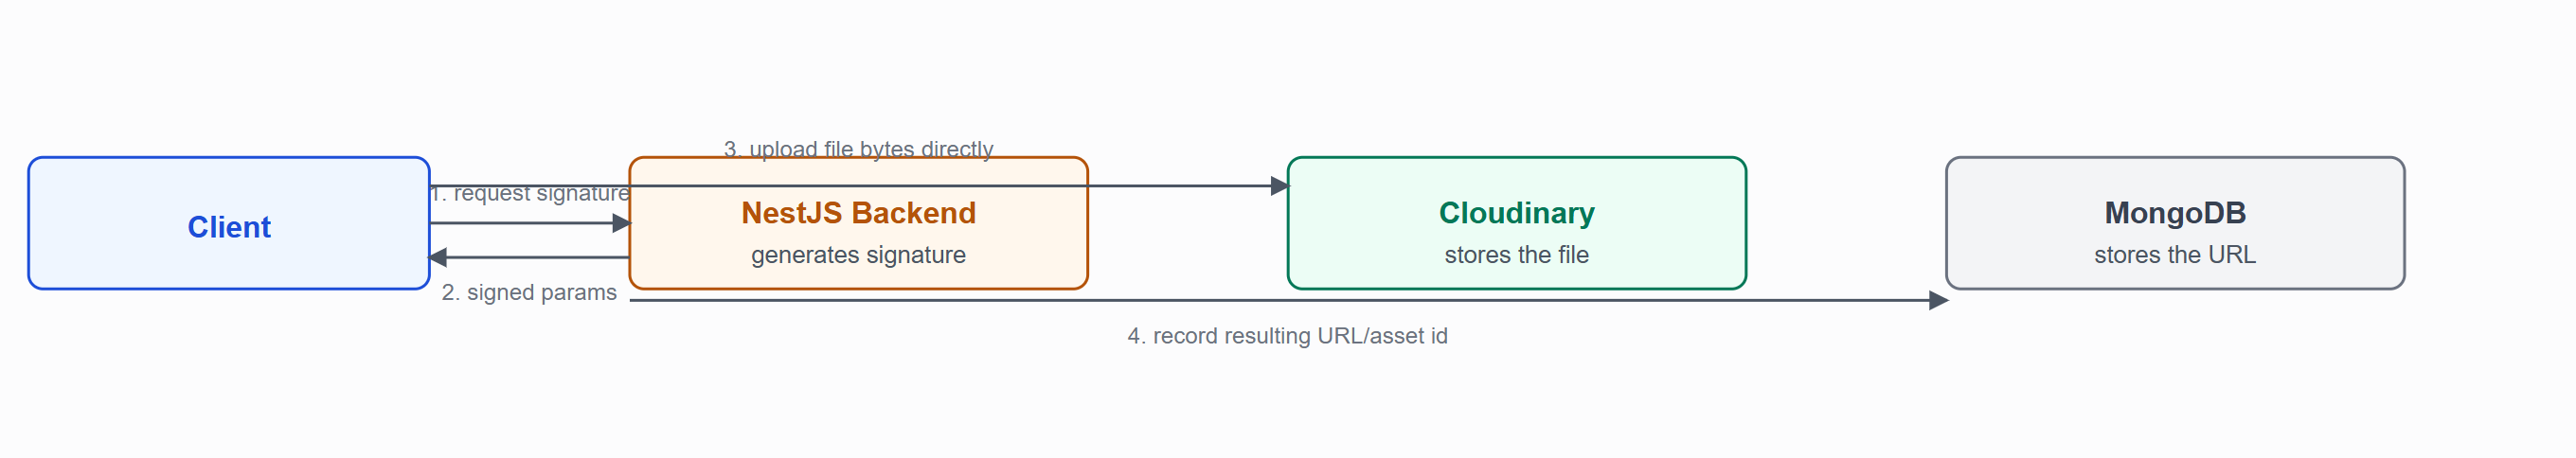 3. upload file bytes directly
1. request signature
Client
NestJS Backend
generates signature
Cloudinary
stores the file
MongoDB
stores the URL
2. signed params
4. record resulting URL/asset id